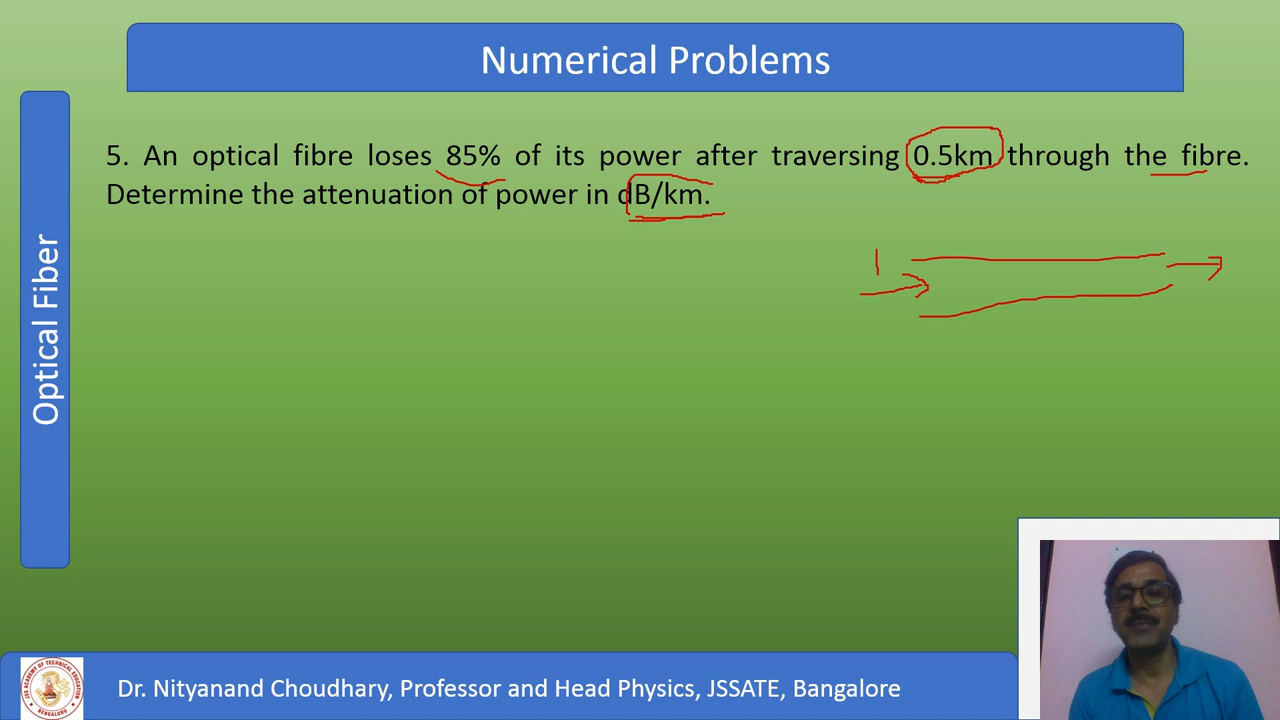 Numerical Problems
5. An optical fibre loses 85% of its power after traversing 0.5km through the fibre.
Determine the attenuation of power in dB/km.
1
Optical Fiber
Dr. Nityanand Choudhary, Professor and Head Physics, JSSATE, Bangalore